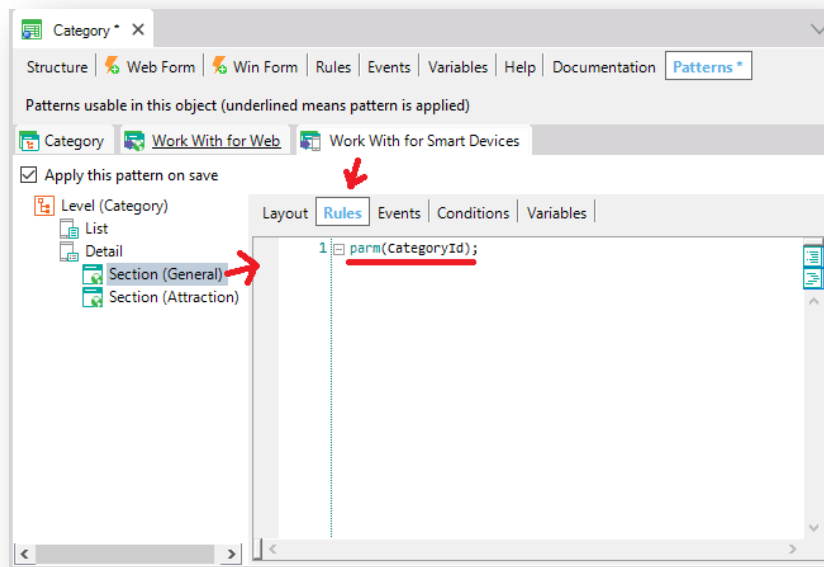 Category *
Structure Web Form Win Form Rules Events Variables Help Documentation Patterns *
Patterns usable in this object (underlined means pattern is applied)
Category Work With for Web Work With for Smart Devices
Apply this pattern on save
Level (Category)
List
Detail
Section (General)
Section (Attraction)
Layout Rules Events Conditions Variables
1 parm(CategoryId);